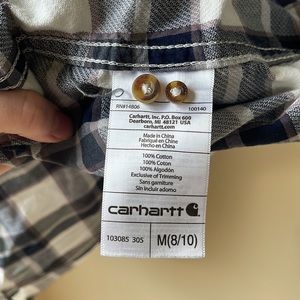 RN#14806 100140
Carhartt, Inc. P.O. Box 600
Dearborn, MI 48121 USA
carhartt.com
Made in China
Fabriqué en Chine
Hecho en China
100% Cotton
100% Coton
100% Algodón
Exclusive of Trimming
Sans garniture
Sin incluir adorno
carhartt
103085 305 M(8/10)